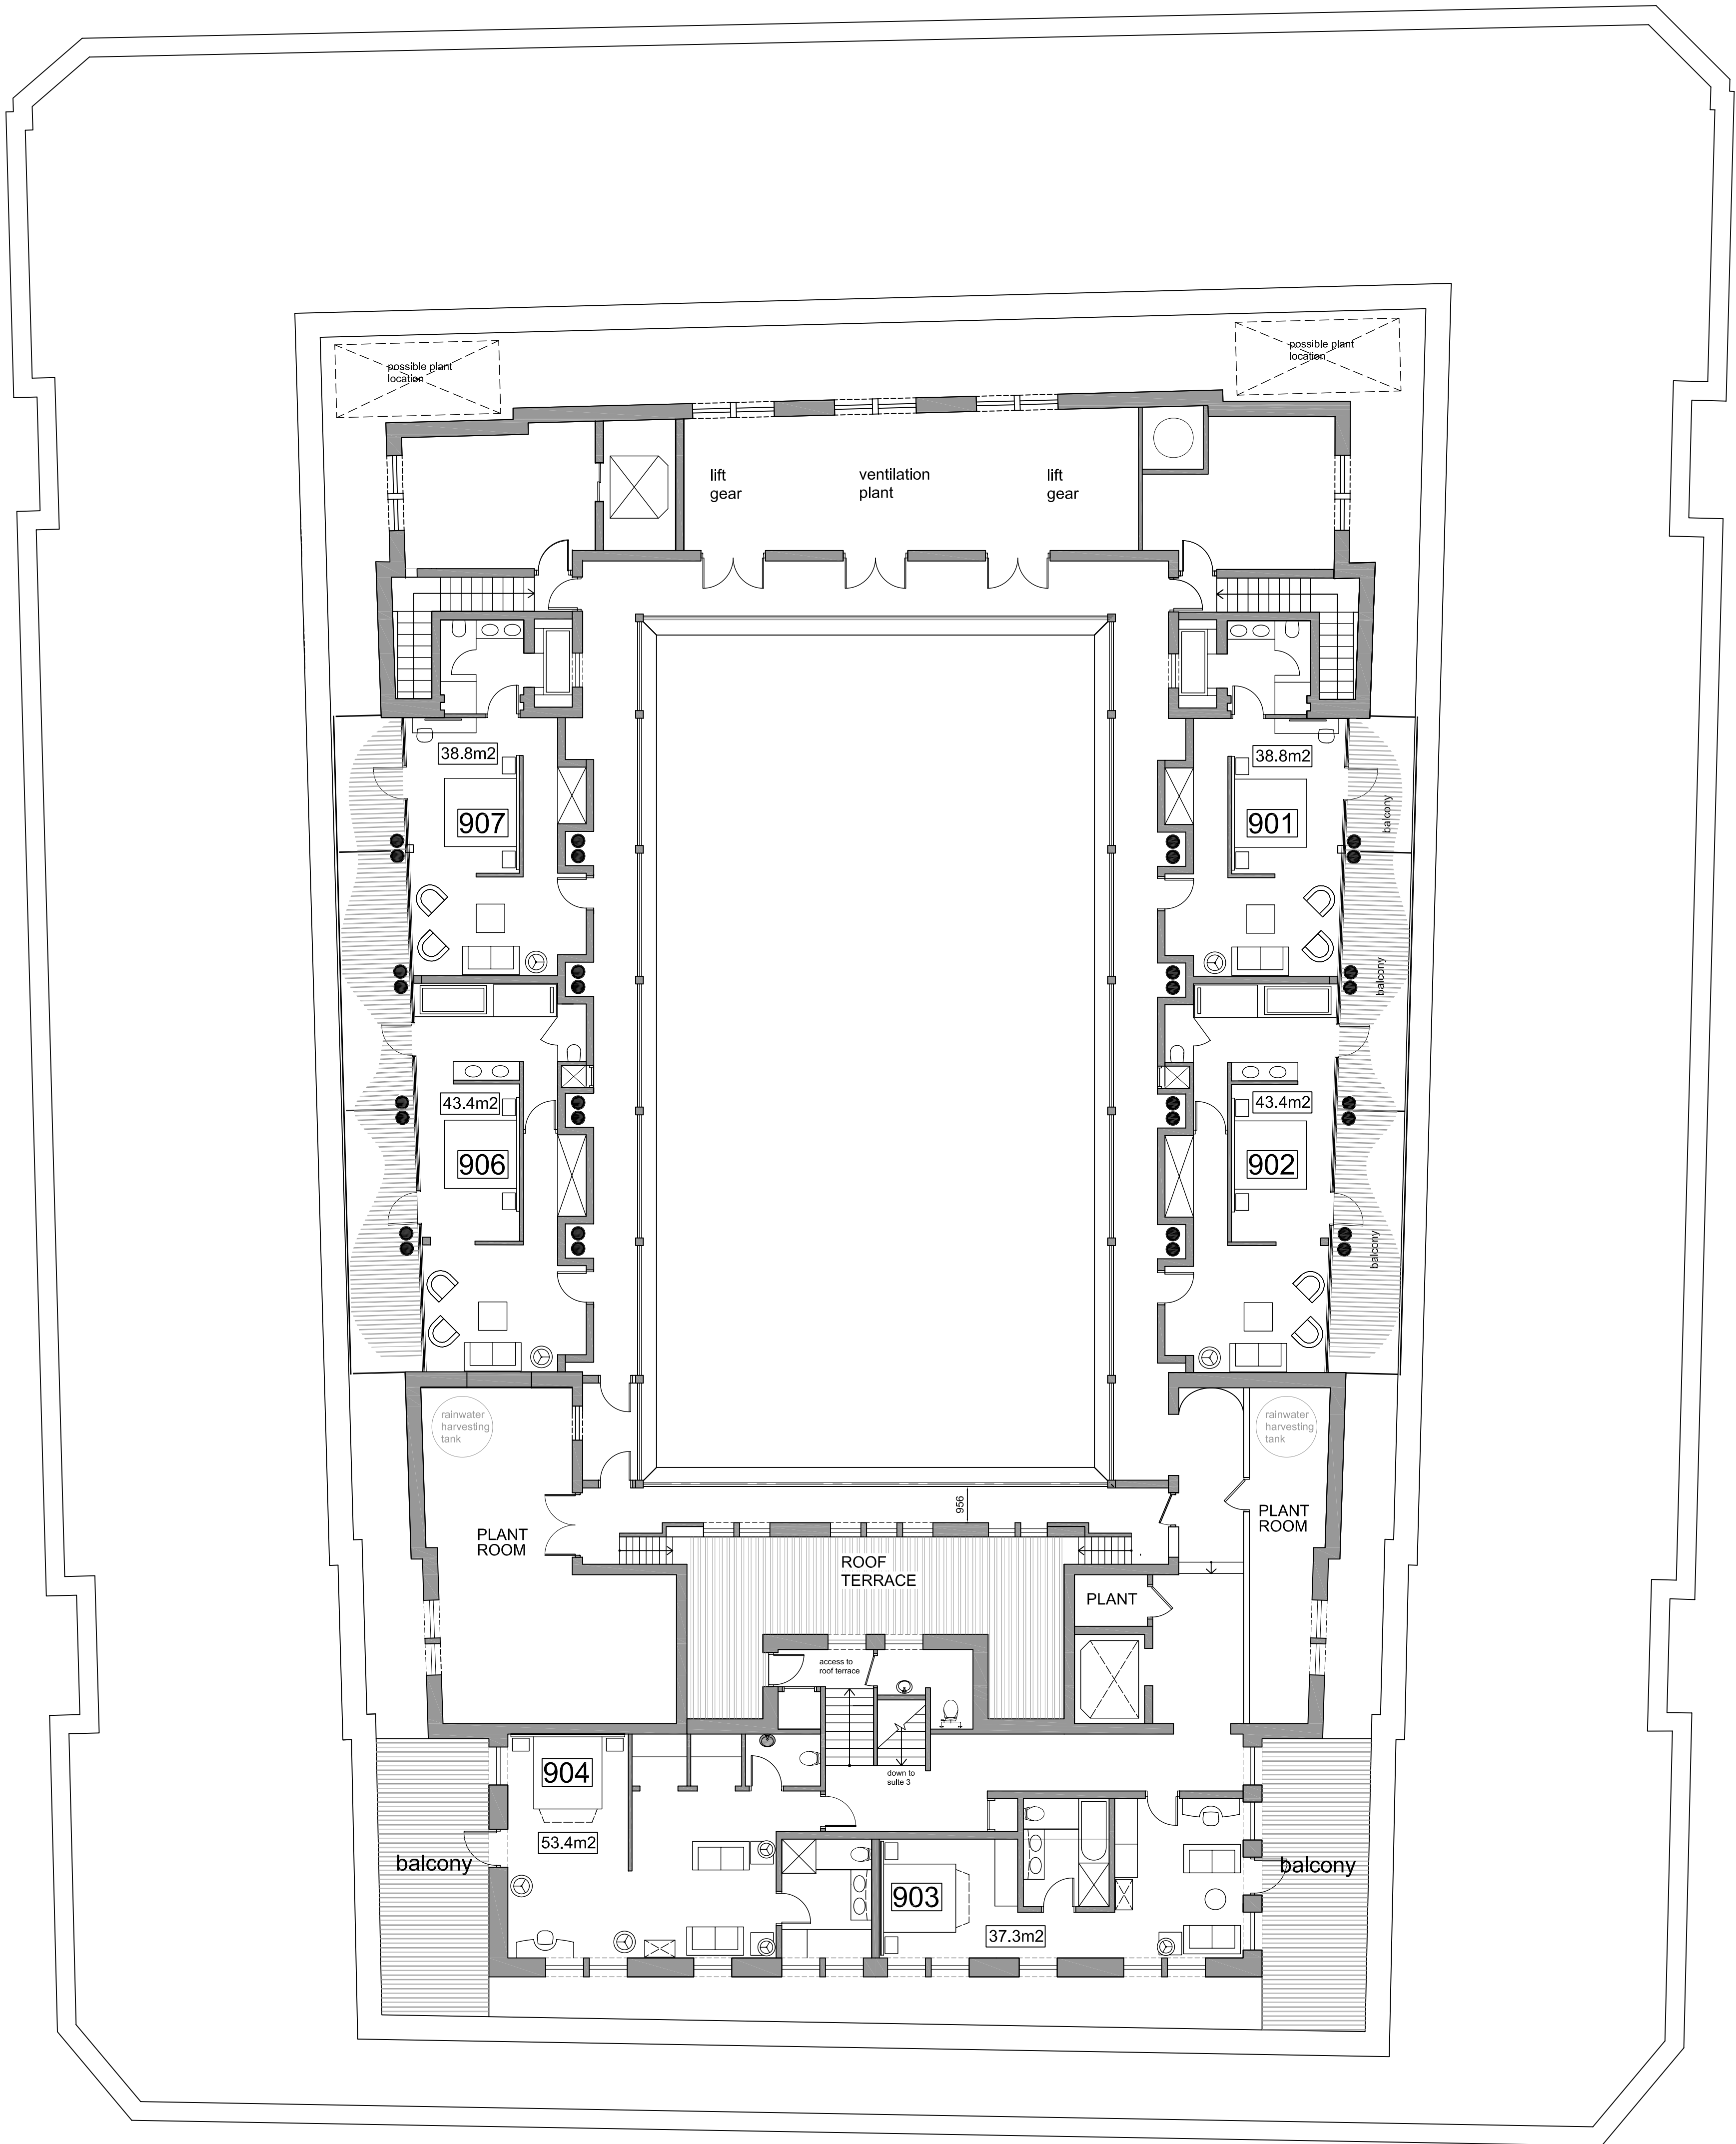 possible plant
location
possible plant
location
lift
gear
ventilation
plant
lift
gear
38.8m2
38.8m2
907
901
balcony
balcony
43.4m2
43.4m2
906
902
balcony
rainwater
harvesting
tank
rainwater
harvesting
tank
956
PLANT
ROOM
PLANT
ROOM
ROOF
TERRACE
PLANT
access to
roof terrace
904
down to
suite 3
53.4m2
balcony
balcony
903
37.3m2